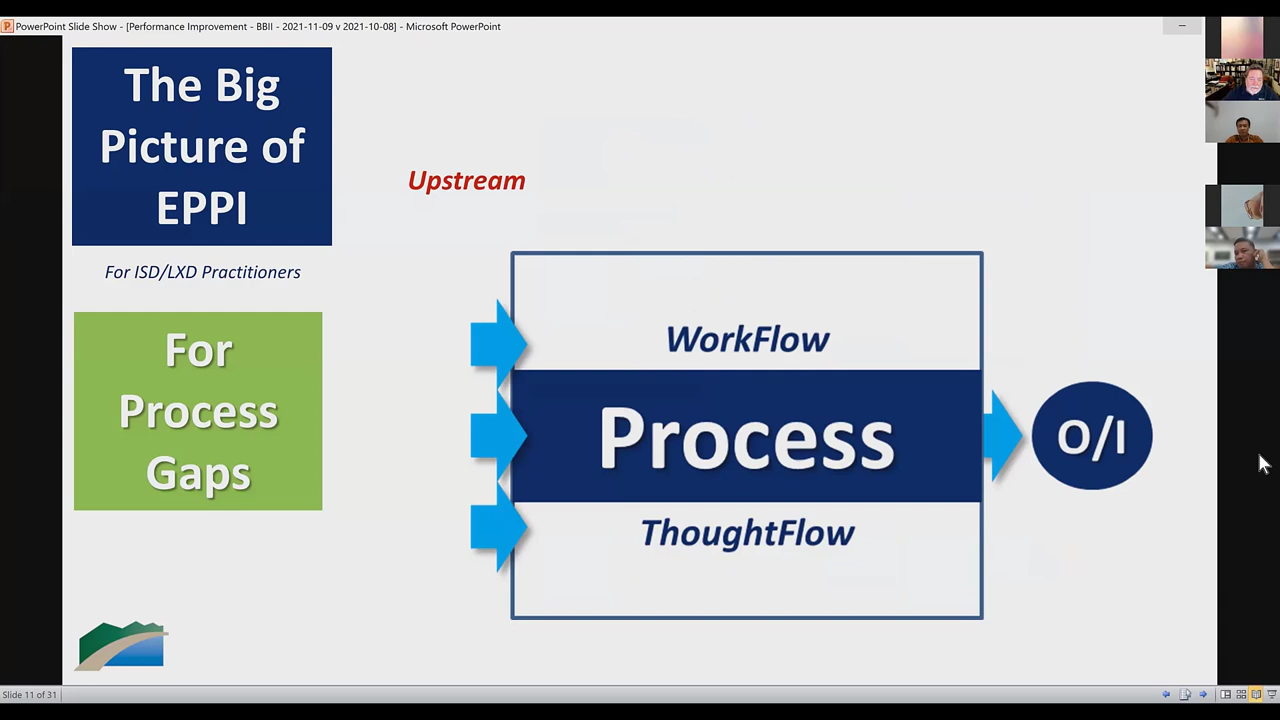 PowerPoint Slide Show - [Performance Improvement - BBII - 2021-11-09 v 2021-10-08] - Microsoft PowerPoint
The Big
Picture of
EPPI
For ISD/LXD Practitioners
For
Process
Gaps
Upstream
WorkFlow
Process
ThoughtFlow
O/I
Slide 11 of 31